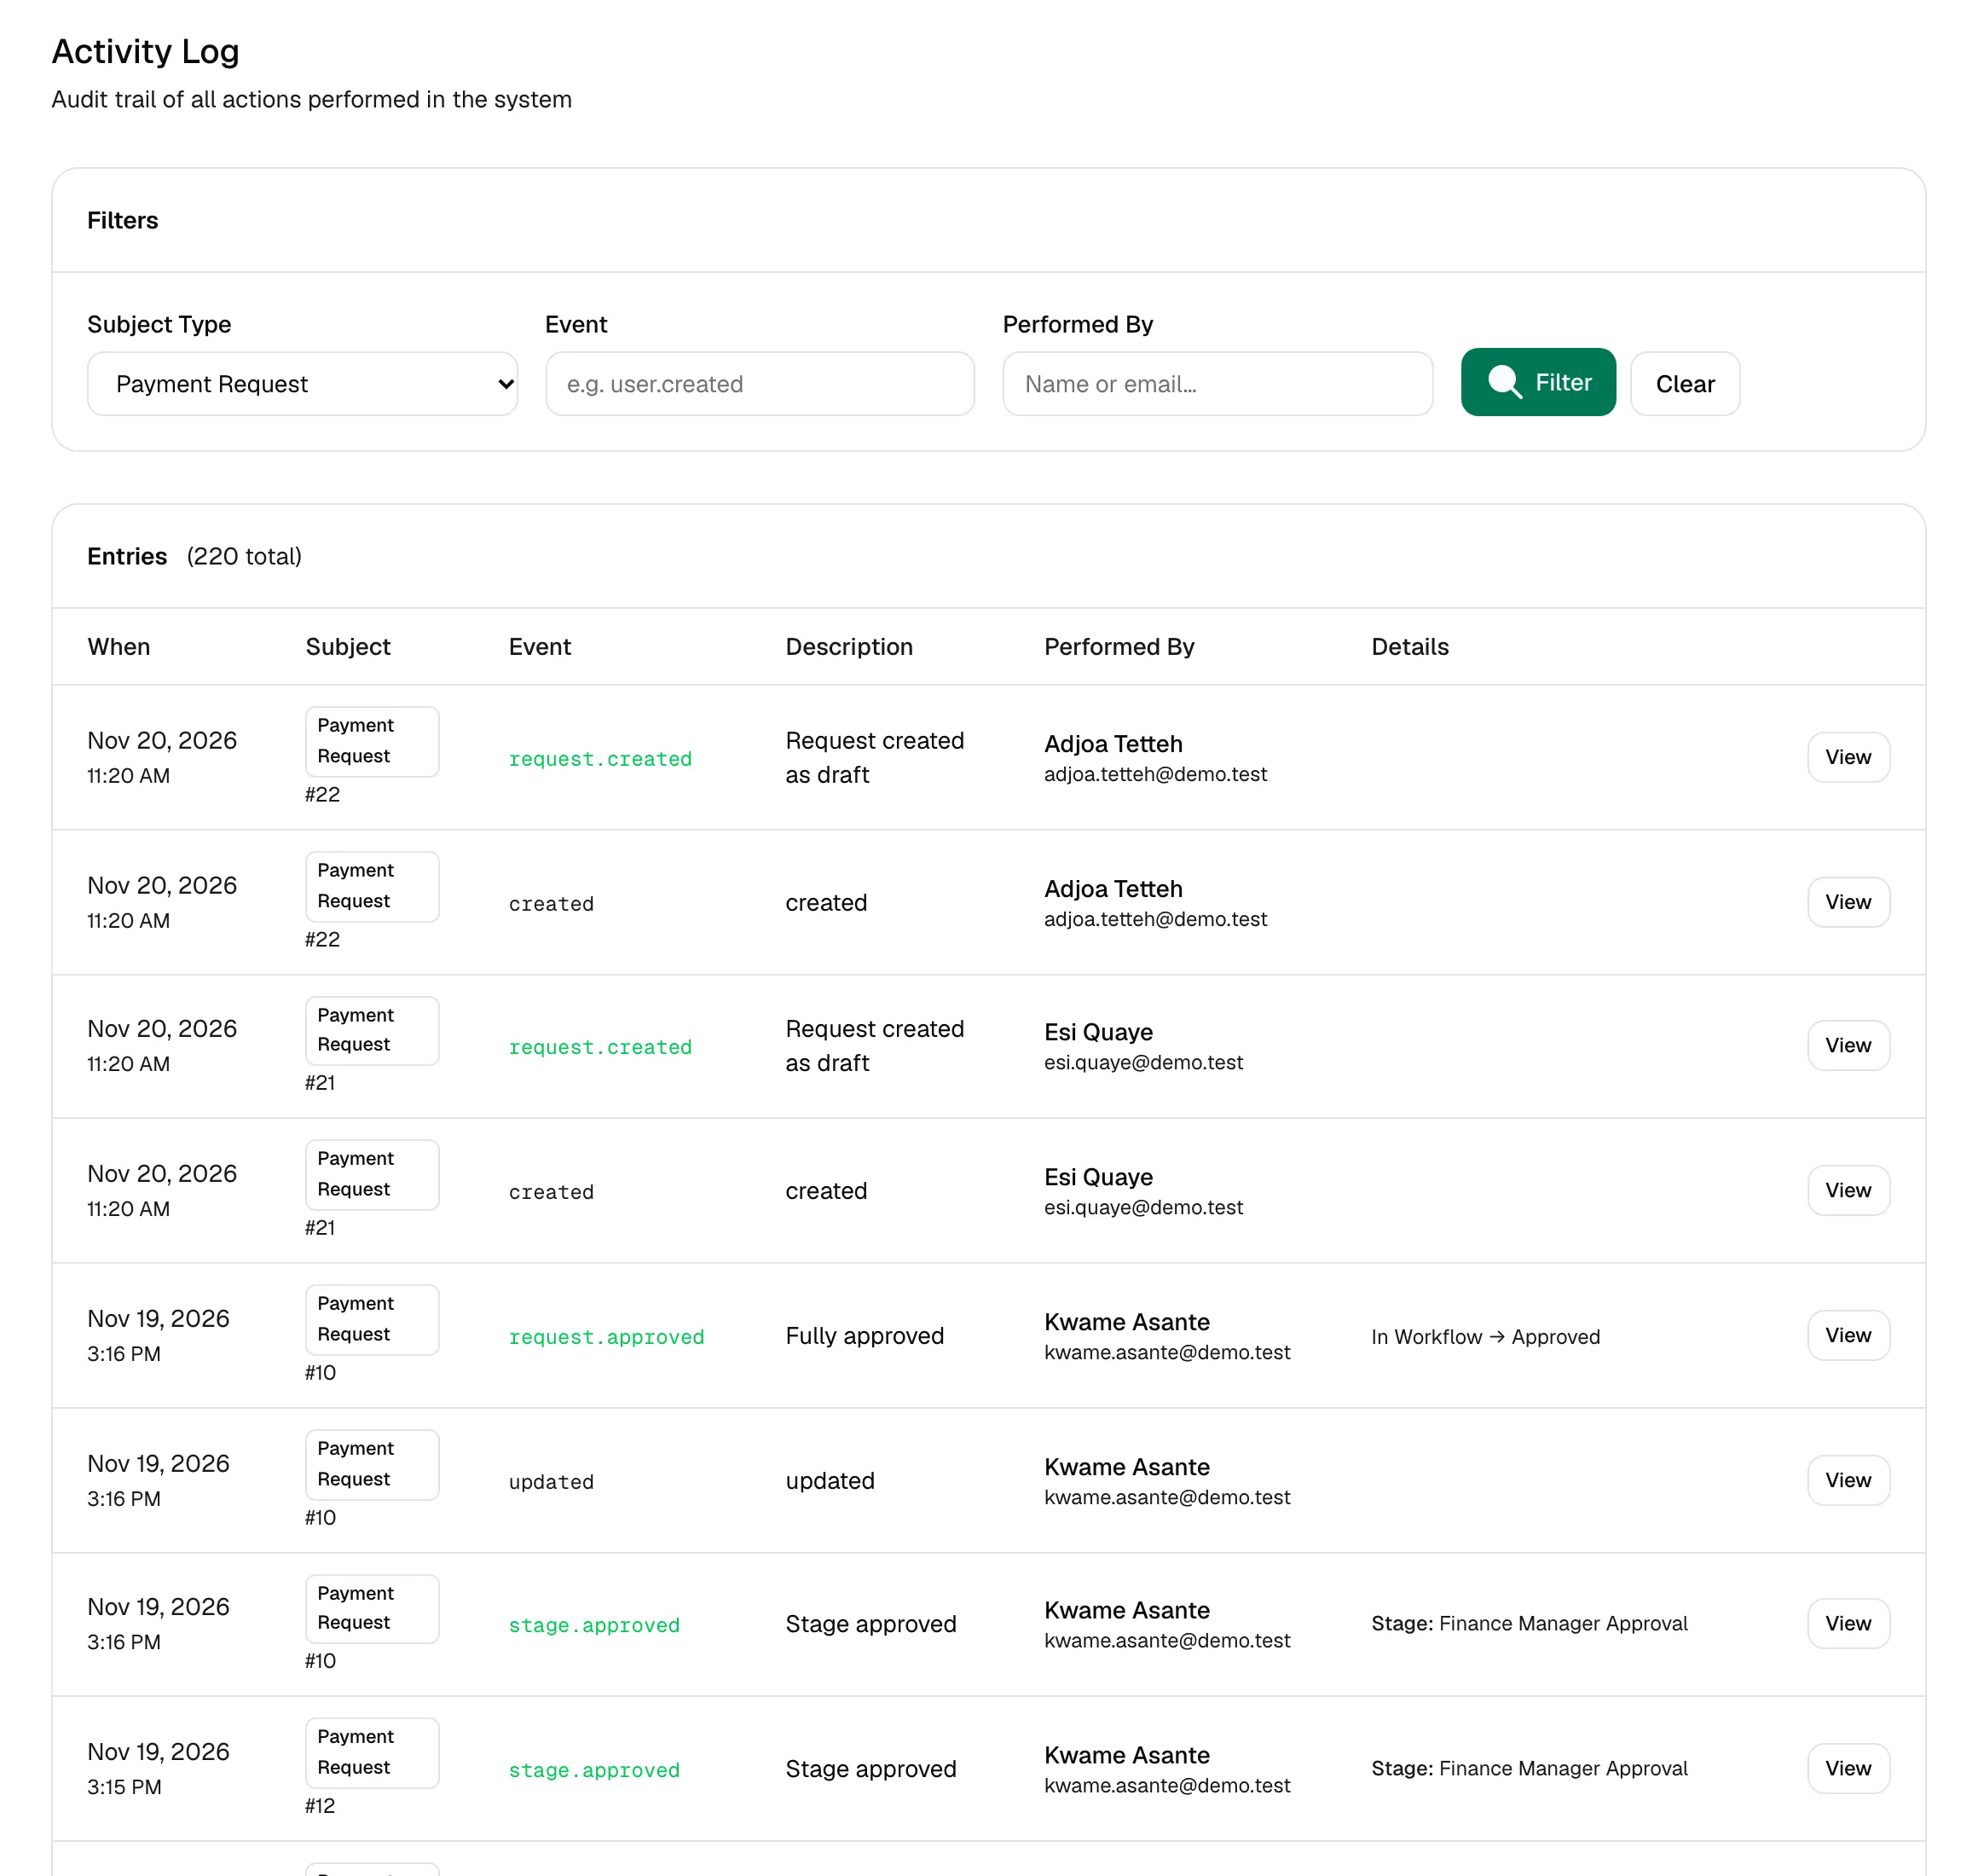 Activity Log
Audit trail of all actions performed in the system
Filters
Subject Type Event Performed By
Payment Request e.g. user.created Name or email... Filter Clear
Entries (220 total)
When Subject Event Description Performed By Details
Nov 20, 2026
11:20 AM
Payment
Request
#22
request.created
Request created
as draft
Adjoa Tetteh
adjoa.tetteh@demo.test
View
Nov 20, 2026
11:20 AM
Payment
Request
#22
created
created
Adjoa Tetteh
adjoa.tetteh@demo.test
View
Nov 20, 2026
11:20 AM
Payment
Request
#21
request.created
Request created
as draft
Esi Quaye
esi.quaye@demo.test
View
Nov 20, 2026
11:20 AM
Payment
Request
#21
created
created
Esi Quaye
esi.quaye@demo.test
View
Nov 19, 2026
3:16 PM
Payment
Request
#10
request.approved
Fully approved
Kwame Asante
kwame.asante@demo.test
In Workflow → Approved
View
Nov 19, 2026
3:16 PM
Payment
Request
#10
updated
updated
Kwame Asante
kwame.asante@demo.test
View
Nov 19, 2026
3:16 PM
Payment
Request
#10
stage.approved
Stage approved
Kwame Asante
kwame.asante@demo.test
Stage: Finance Manager Approval
View
Nov 19, 2026
3:15 PM
Payment
Request
#12
stage.approved
Stage approved
Kwame Asante
kwame.asante@demo.test
Stage: Finance Manager Approval
View